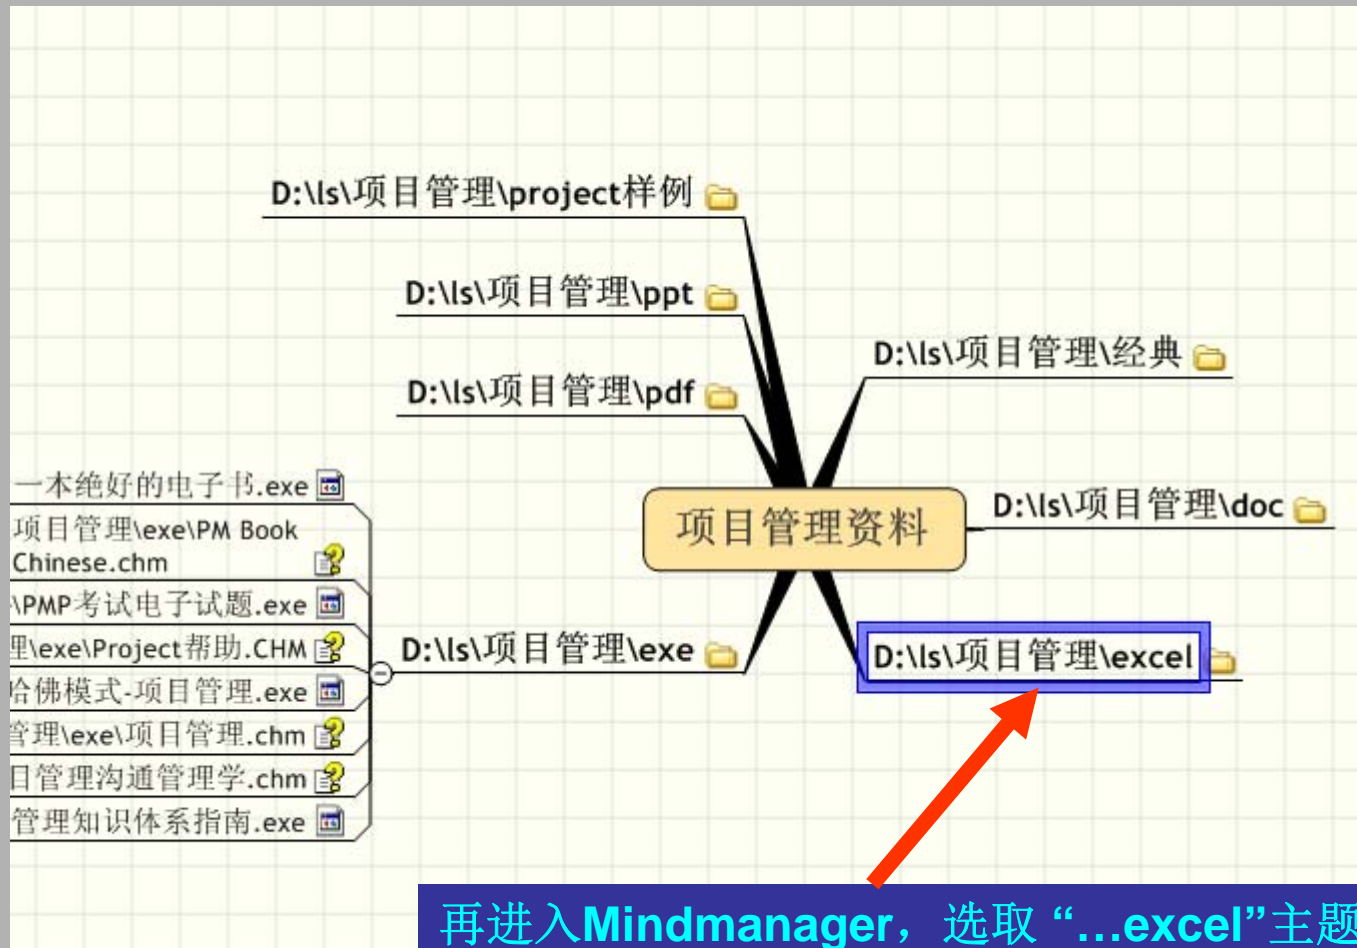 D:\ls\项目管理\project样例
D:\ls\项目管理\ppt
D:\ls\项目管理\经典
D:\ls\项目管理\pdf
一本绝好的电子书.exe
项目管理\exe\PM Book
Chinese.chm
\PMP考试电子试题.exe
理\exe\Project帮助.CHM
哈佛模式-项目管理.exe
管理\exe\项目管理.chm
目管理沟通管理学.chm
管理知识体系指南.exe
项目管理资料
D:\ls\项目管理\doc
D:\ls\项目管理\exe
D:\ls\项目管理\excel
再进入Mindmanager，选取 “...excel”主题